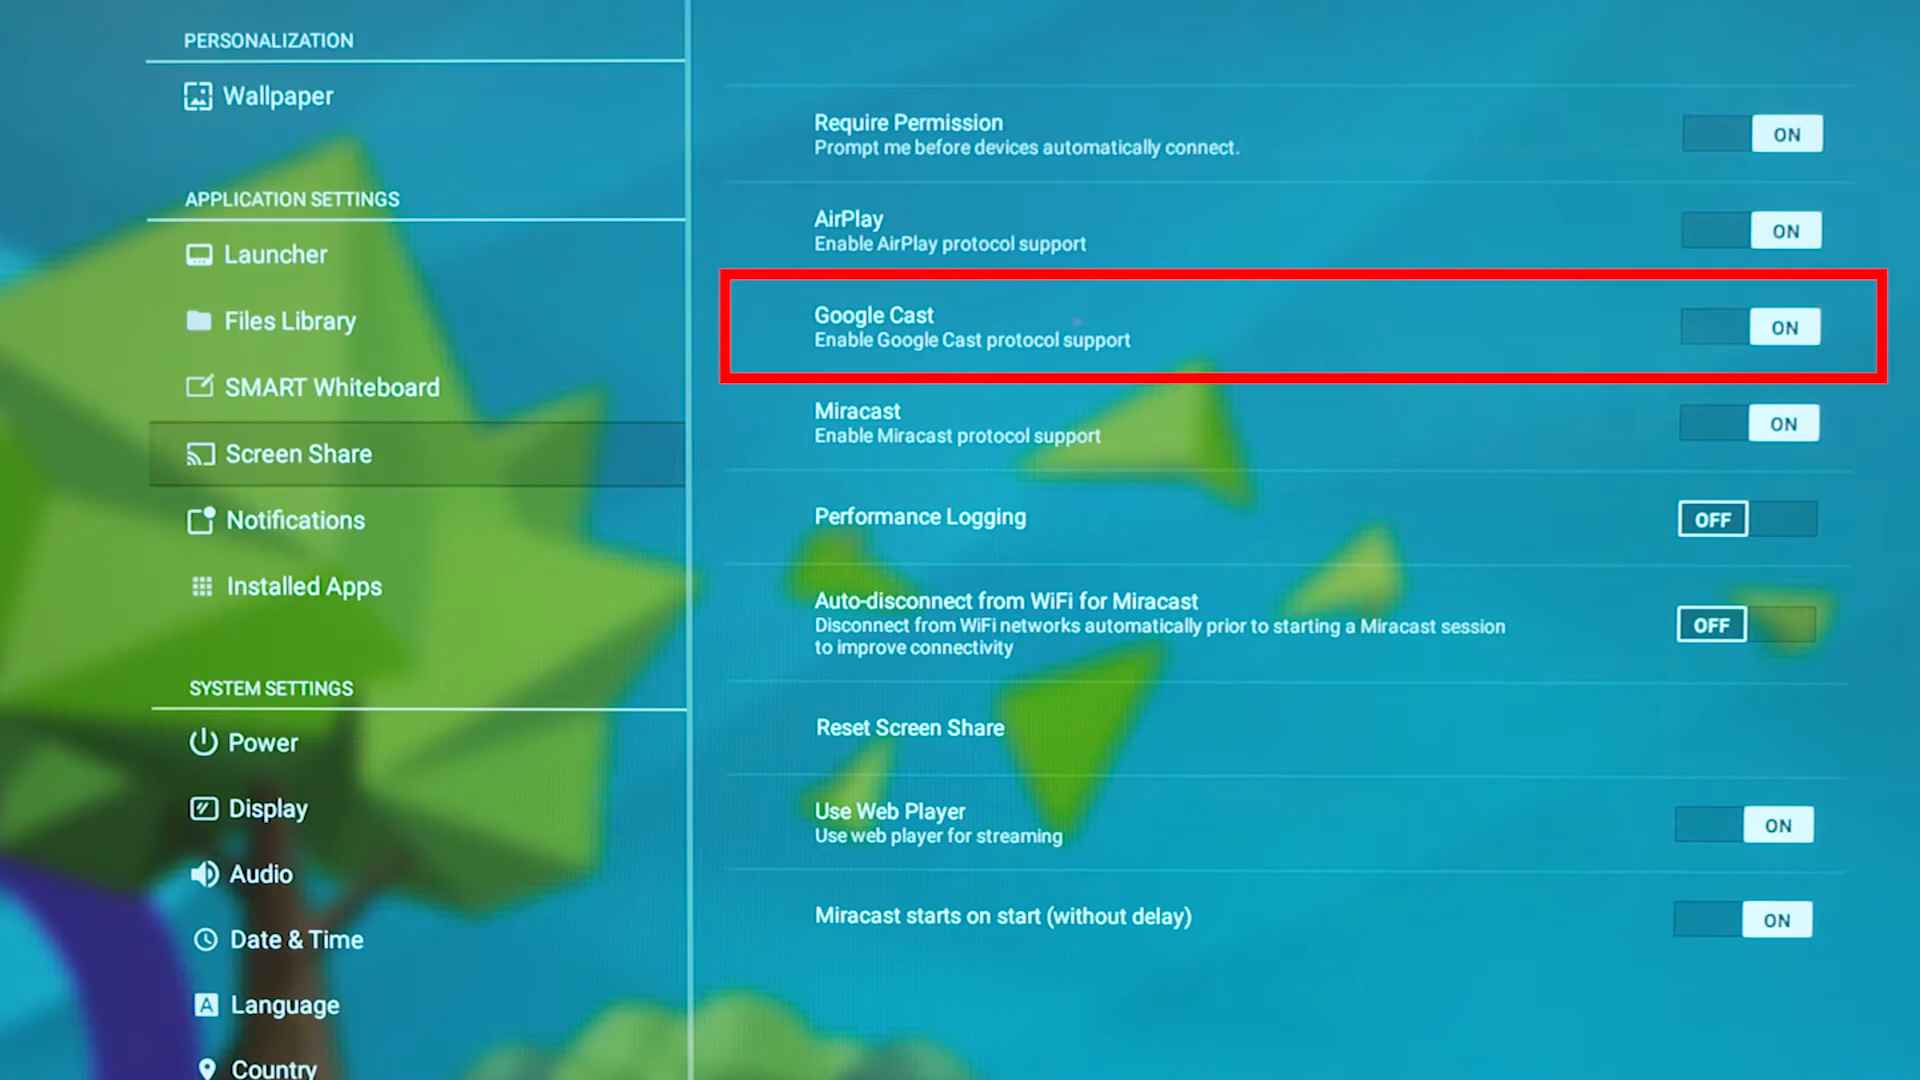 PERSONALIZATION
Wallpaper
APPLICATION SETTINGS
Launcher
Files Library
SMART Whiteboard
Screen Share
Notifications
Installed Apps
SYSTEM SETTINGS
Power
Display
Audio
Date & Time
A Language
Country
Require Permission
Prompt me before devices automatically connect.
ON
AirPlay
Enable AirPlay protocol support
ON
Google Cast
Enable Google Cast protocol support
ON
Miracast
Enable Miracast protocol support
ON
Performance Logging
OFF
Auto-disconnect from WiFi for Miracast
Disconnect from WiFi networks automatically prior to starting a Miracast session
to improve connectivity
OFF
Reset Screen Share
Use Web Player
Use web player for streaming
ON
Miracast starts on start (without delay)
ON